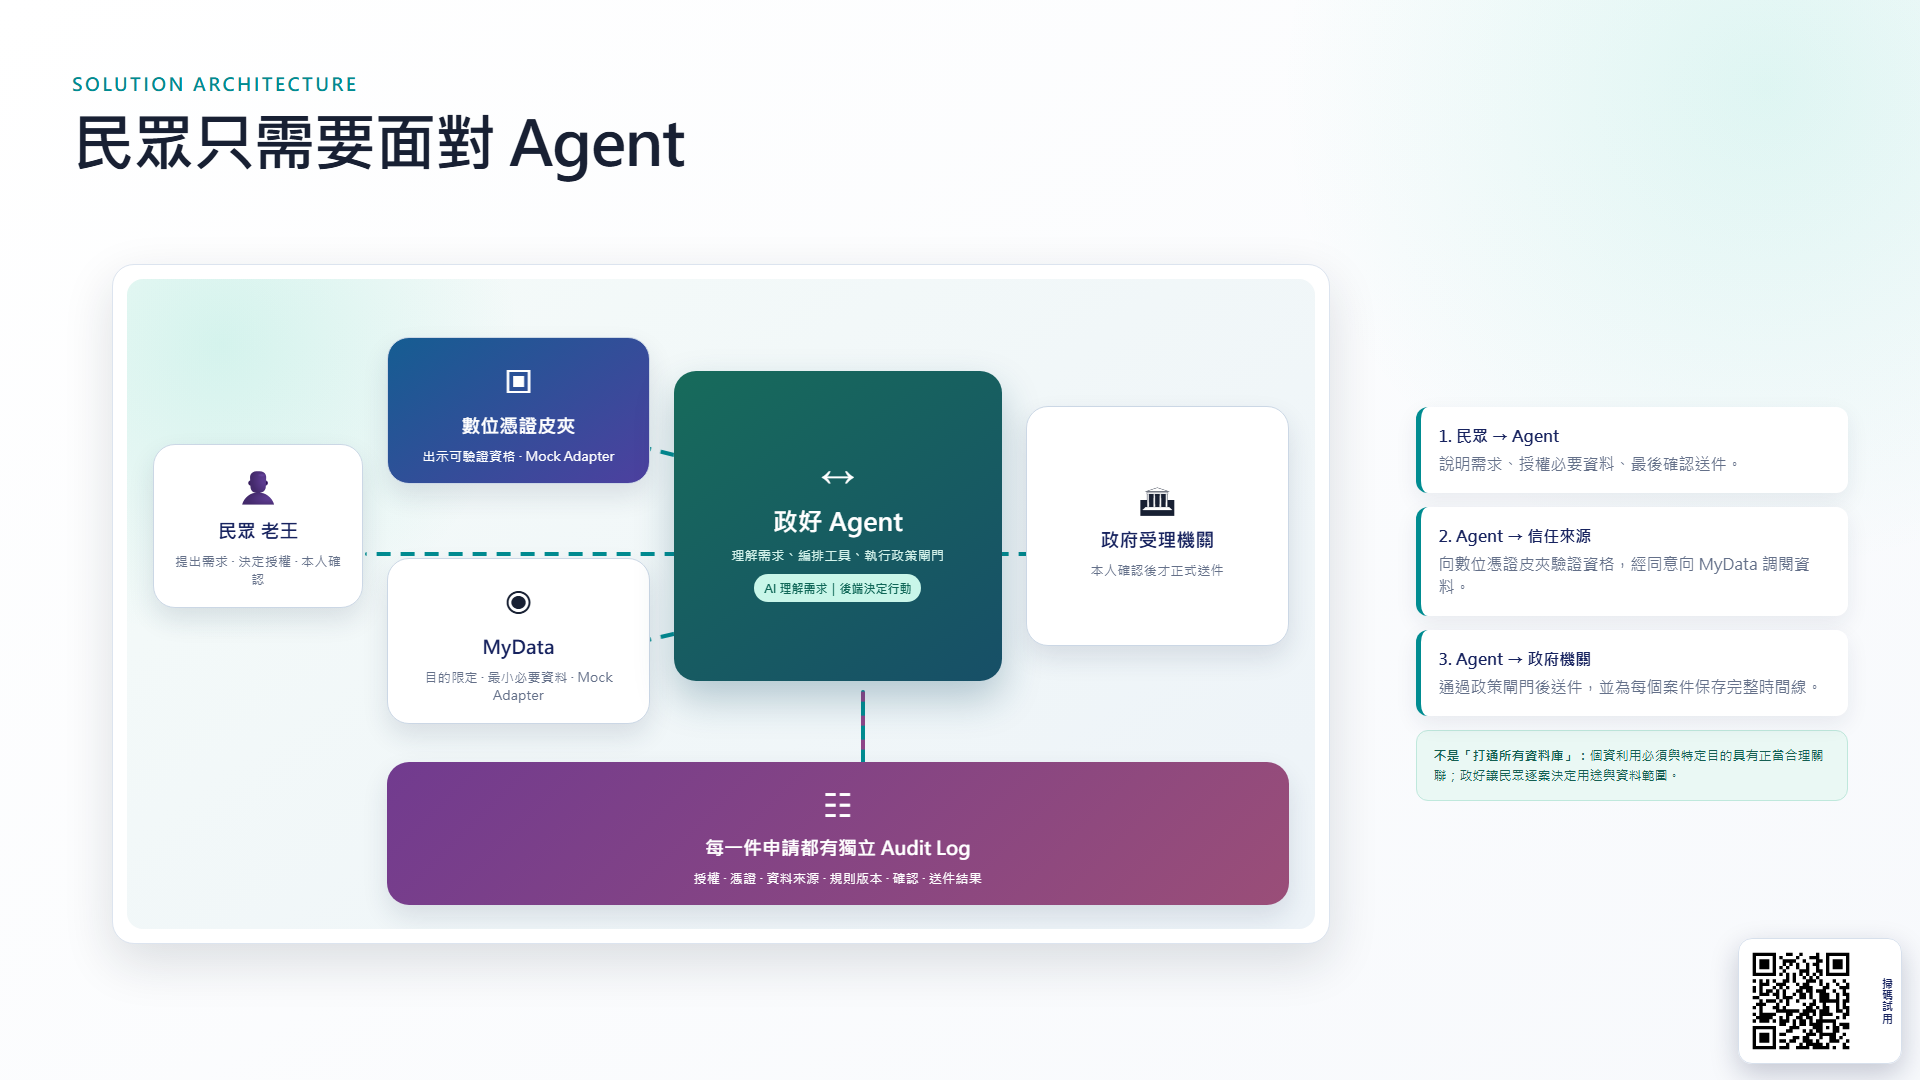 SOLUTION ARCHITECTURE
民眾只需要面對 Agent
民眾 老王
提出需求 · 決定授權 · 本人確
認
數位憑證皮夾
出示可驗證資格 · Mock Adapter
MyData
目的限定 · 最小必要資料 · Mock
Adapter
政好 Agent
理解需求、編排工具、執行政策閘門
AI 理解需求｜後端決定行動
政府受理機關
本人確認後才正式送件
每一件申請都有獨立 Audit Log
授權 · 憑證 · 資料來源 · 規則版本 · 確認 · 送件結果
1. 民眾 → Agent
說明需求、授權必要資料、最後確認送件。
2. Agent → 信任來源
向數位憑證皮夾驗證資格，經同意向 MyData 調閱資
料。
3. Agent → 政府機關
通過政策閘門後送件，並為每個案件保存完整時間線。
不是「打通所有資料庫」：個資利用必須與特定目的具有正當合理關
聯；政好讓民眾逐案決定用途與資料範圍。
掃碼試用